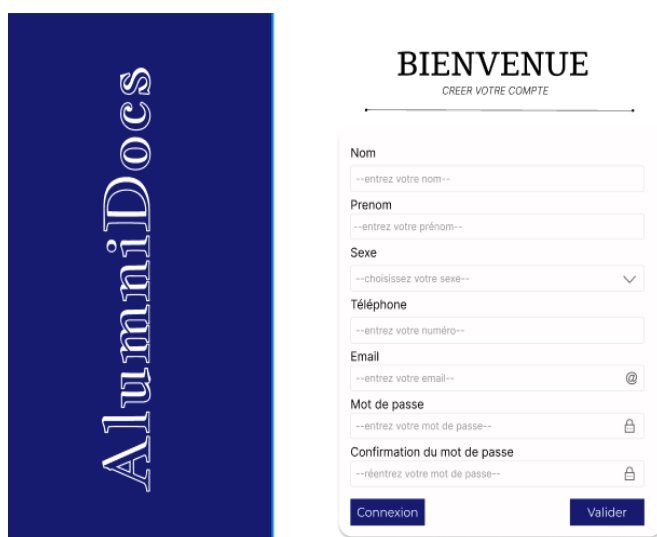 AlumniDocs
BIENVENUE
CREER VOTRE COMPTE
Nom
--entrez votre nom--
Prenom
--entrez votre prénom--
Sexe
--choisissez votre sexe--
Téléphone
--entrez votre numéro--
Email
--entrez votre email-- @
Mot de passe
--entrez votre mot de passe--
Confirmation du mot de passe
--réentrez votre mot de passe--
Connexion Valider